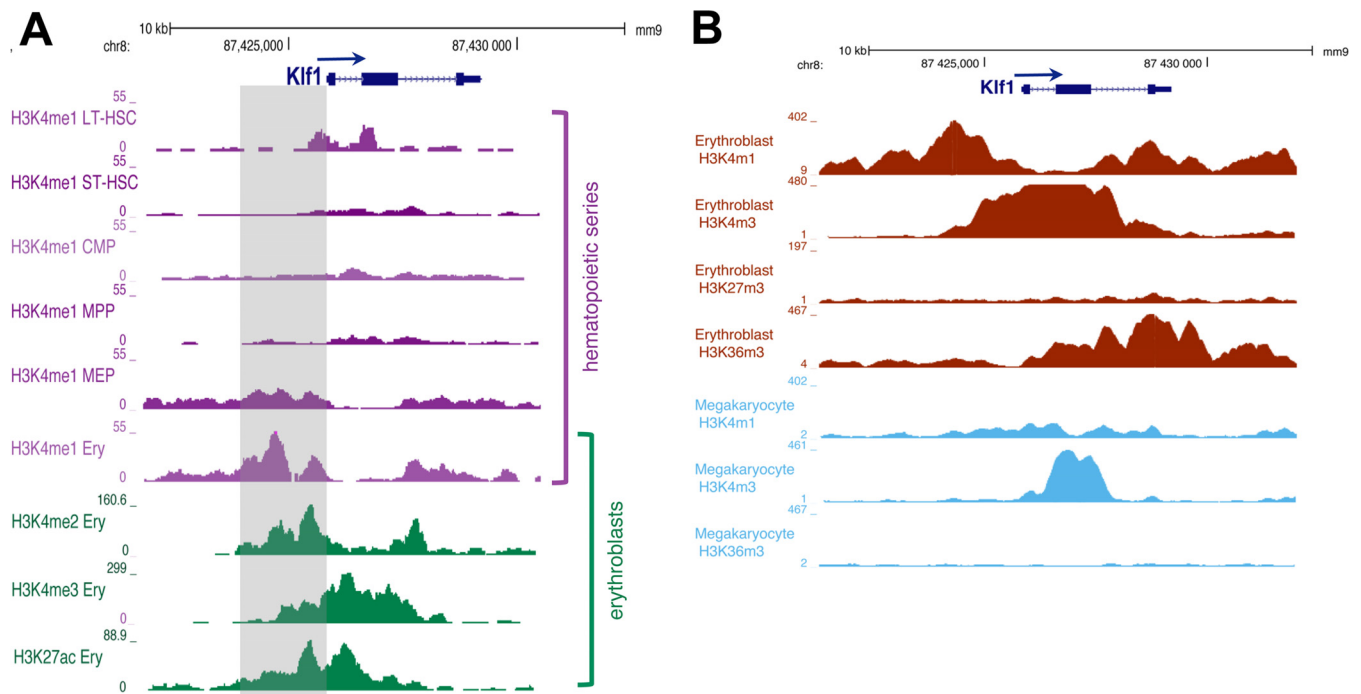 A
10 kb
mm9
,
chr8:
87,425,000
87,430 000
Klf1
55
H3K4me1 LT-HSC
0
55
H3K4me1 ST-HSC
0
55
H3K4me1 CMP
0
55
H3K4me1 MPP
0
55
H3K4me1 MEP
0
55
H3K4me1 Ery
0
160.6
H3K4me2 Ery
0
299
H3K4me3 Ery
0
88.9
H3K27ac Ery
0
hematopoietic series
erythroblasts
B
10 kb
mm9
chr8:
87 425,000
87 430,000
Klf1
402
Erythroblast
H3K4m1
9
480
Erythroblast
H3K4m3
1
197
Erythroblast
H3K27m3
1
467
Erythroblast
H3K36m3
4
402
Megakaryocyte
H3K4m1
2
461
Megakaryocyte
H3K4m3
1
467
Megakaryocyte
H3K36m3
2